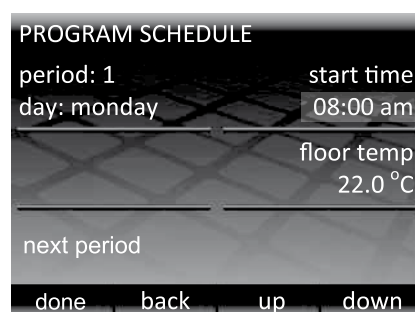 PROGRAM SCHEDULE
period: 1 start time
day: monday 08:00 am
floor temp
22.0 °C
next period
done back up down